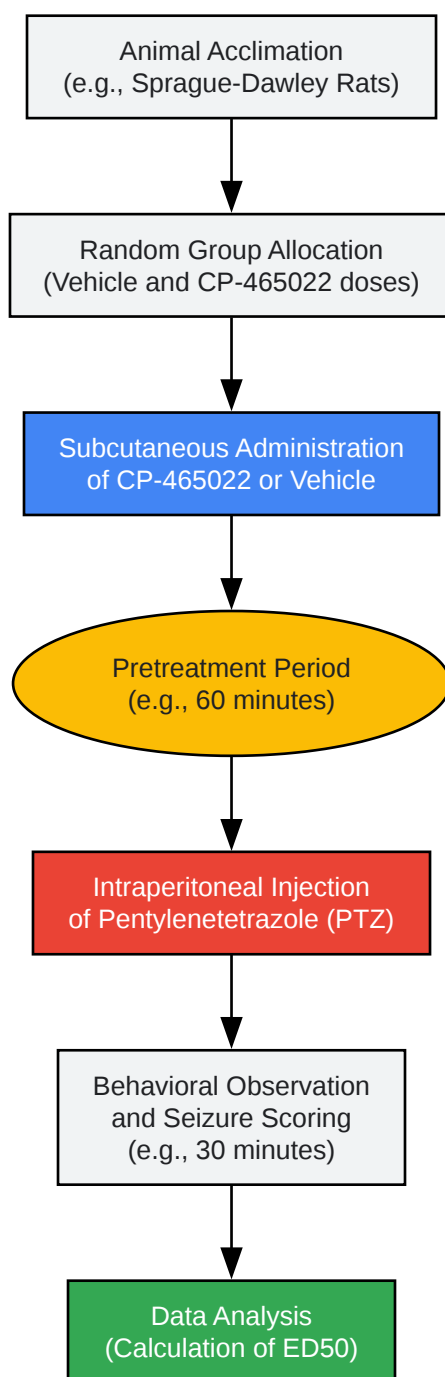 Animal Acclimation
(e.g., Sprague-Dawley Rats)
Random Group Allocation
(Vehicle and CP-465022 doses)
Subcutaneous Administration
of CP-465022 or Vehicle
Pretreatment Period
(e.g., 60 minutes)
Intraperitoneal Injection
of Pentylenetetrazole (PTZ)
Behavioral Observation
and Seizure Scoring
(e.g., 30 minutes)
Data Analysis
(Calculation of ED50)